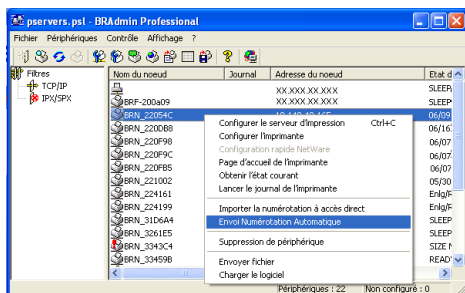 pservers.psl - BRAdmin Professional
Fichier Périphériques Contrôle Affichage ?
Filtres
TCP/IP
IPX/SPX
Nom du noeud Journal Adresse du noeud Etat d
XX.XXX.XX.XXX SLEEP
BRF-200a09 XX.XXX.XX.XXX SLEEP
BRN_22054C 06/09
BRN_220DB8 06/16
BRN_220F98 06/07
BRN_220F9C 06/07
BRN_220FB5 06/07
BRN_221002 05/30
BRN_224161 Enlg/F
BRN_224199 Enlg/F
BRN_31D6A4 SLEEP
BRN_3261E5 SLEEP
BRN_3343C4 SIZE
BRN_33459B READY
Configurer le serveur d'impression Ctrl+C
Configurer l'imprimante
Configuration rapide NetWare
Page d'accueil de l'imprimante
Obtenir l'état courant
Lancer le journal de l'imprimante
Importer la numérotation à accès direct
Envoi Numérotation Automatique
Suppression de périphérique
Envoyer fichier
Charger le logiciel
Périphériques : 22 Non configuré : 0